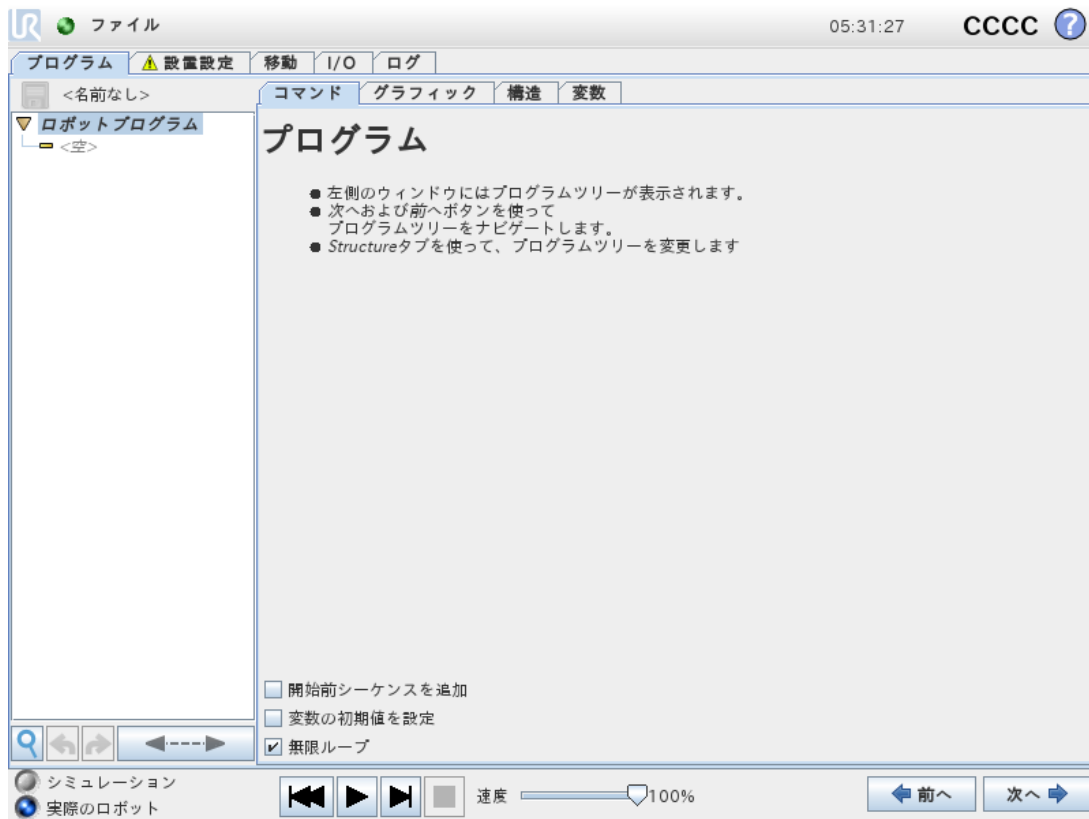 UR ファイル 05:31:27 CCCC ?
プログラム 設置設定 移動 I/O ログ
<名前なし> コマンド グラフィック 構造 変数
ロボットプログラム
<空>
プログラム
左側のウィンドウにはプログラムツリーが表示されます。
次へおよび前へボタンを使って
プログラムツリーをナビゲートします。
Structureタブを使って、プログラムツリーを変更します
開始前シーケンスを追加
変数の初期値を設定
無限ループ
シミュレーション
実際のロボット
速度 100% 前へ 次へ